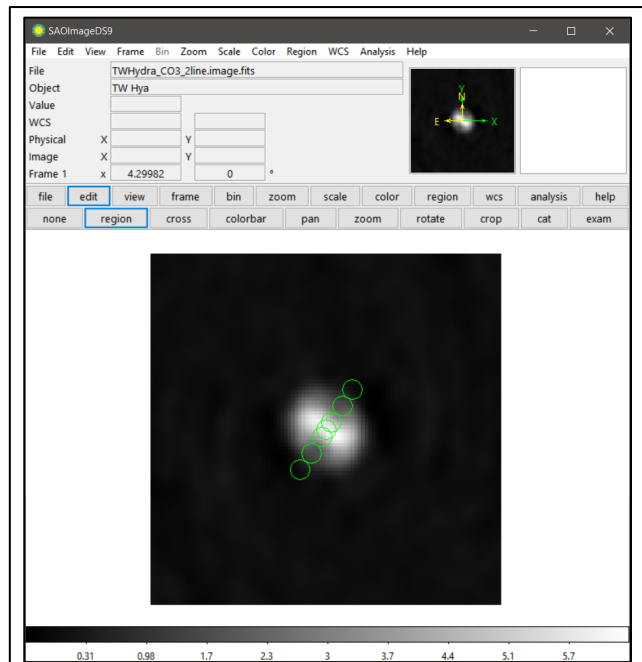 SAOImageDS9
File Edit View Frame Bin Zoom Scale Color Region WCS Analysis Help
File TWHydra_CO3_2line.image.fits
Object TW Hya
Value
WCS
Physical X Y
Image X Y
Frame 1 x 4.29982 0 °
Y
N
E X
file edit view frame bin zoom scale color region wcs analysis help
none region cross colorbar pan zoom rotate crop cat exam
0.31 0.98 1.7 2.3 3 3.7 4.4 5.1 5.7